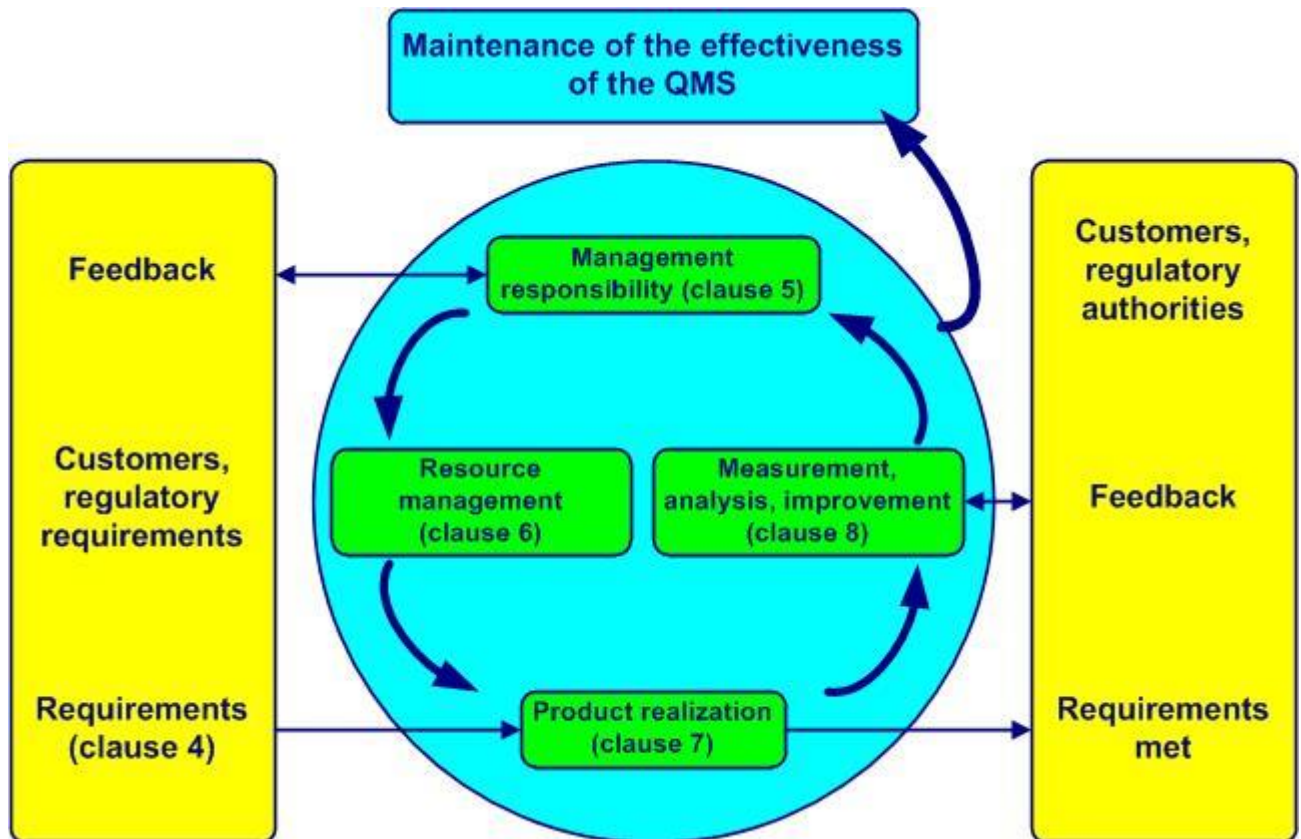 Maintenance of the effectiveness
of the QMS
Feedback
Customers,
regulatory
requirements
Requirements
(clause 4)
Management
responsibility (clause 5)
Resource
management
(clause 6)
Measurement,
analysis, improvement
(clause 8)
Product realization
(clause 7)
Customers,
regulatory
authorities
Feedback
Requirements
met